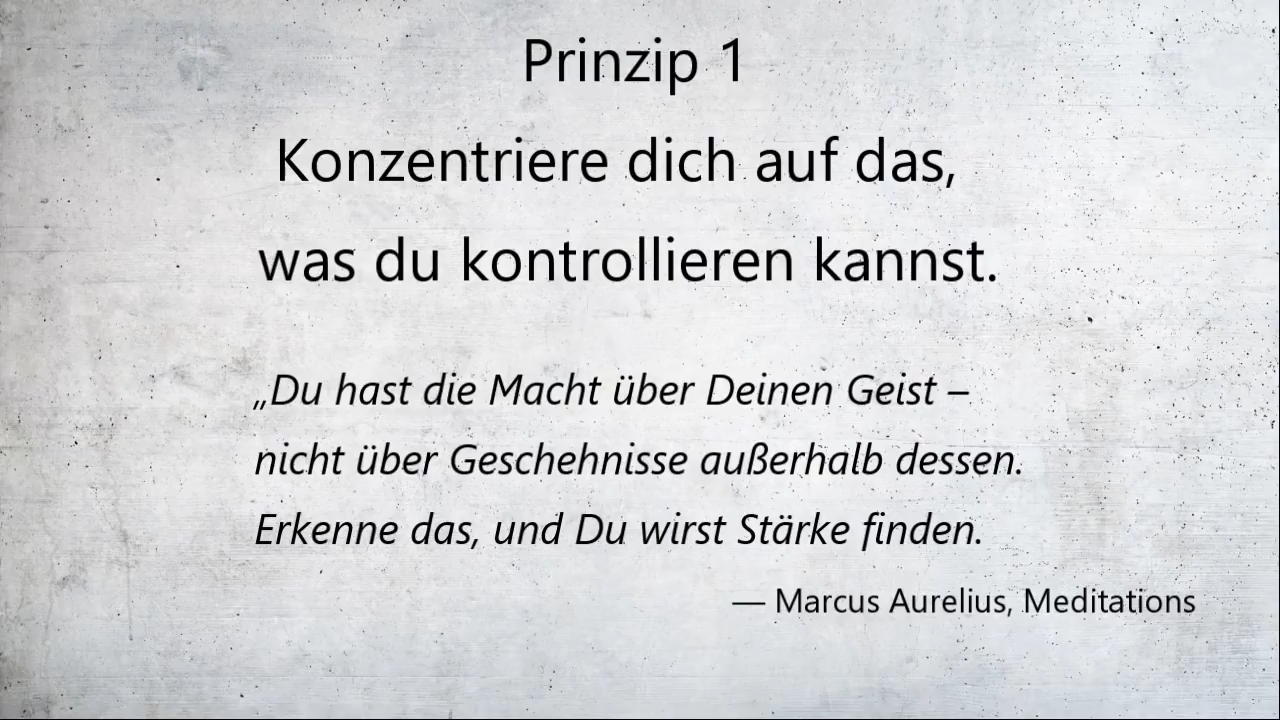 Prinzip 1
Konzentriere dich auf das,
was du kontrollieren kannst.
„Du hast die Macht über Deinen Geist –
nicht über Geschehnisse außerhalb dessen.
Erkenne das, und Du wirst Stärke finden.
— Marcus Aurelius, Meditations